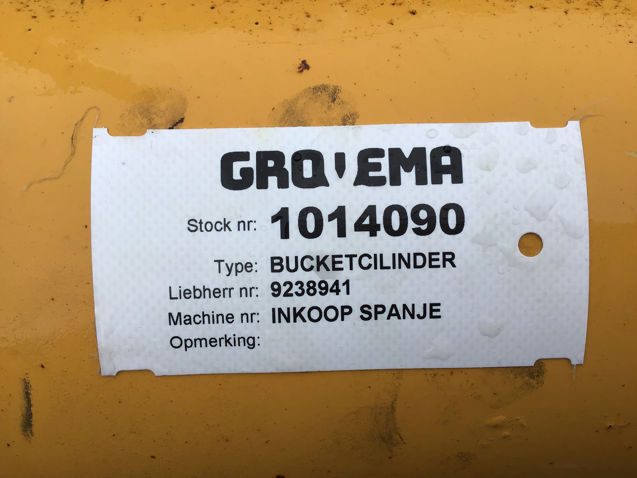 GROVEMA
Stock nr: 1014090
Type: BUCKETCILINDER
Liebherr nr: 9238941
Machine nr: INKOOP SPANJE
Opmerking: